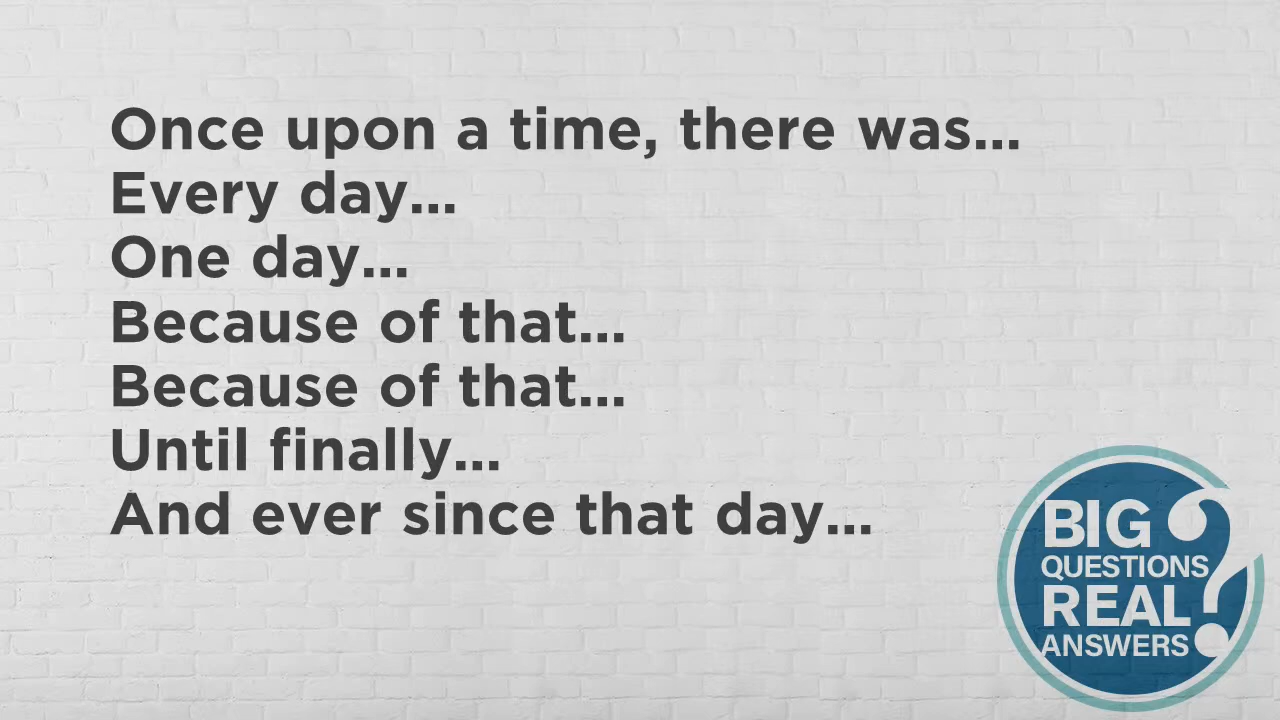 Once upon a time, there was...
Every day...
One day...
Because of that...
Because of that...
Until finally...
And ever since that day...
BIG
QUESTIONS
REAL
ANSWERS
?